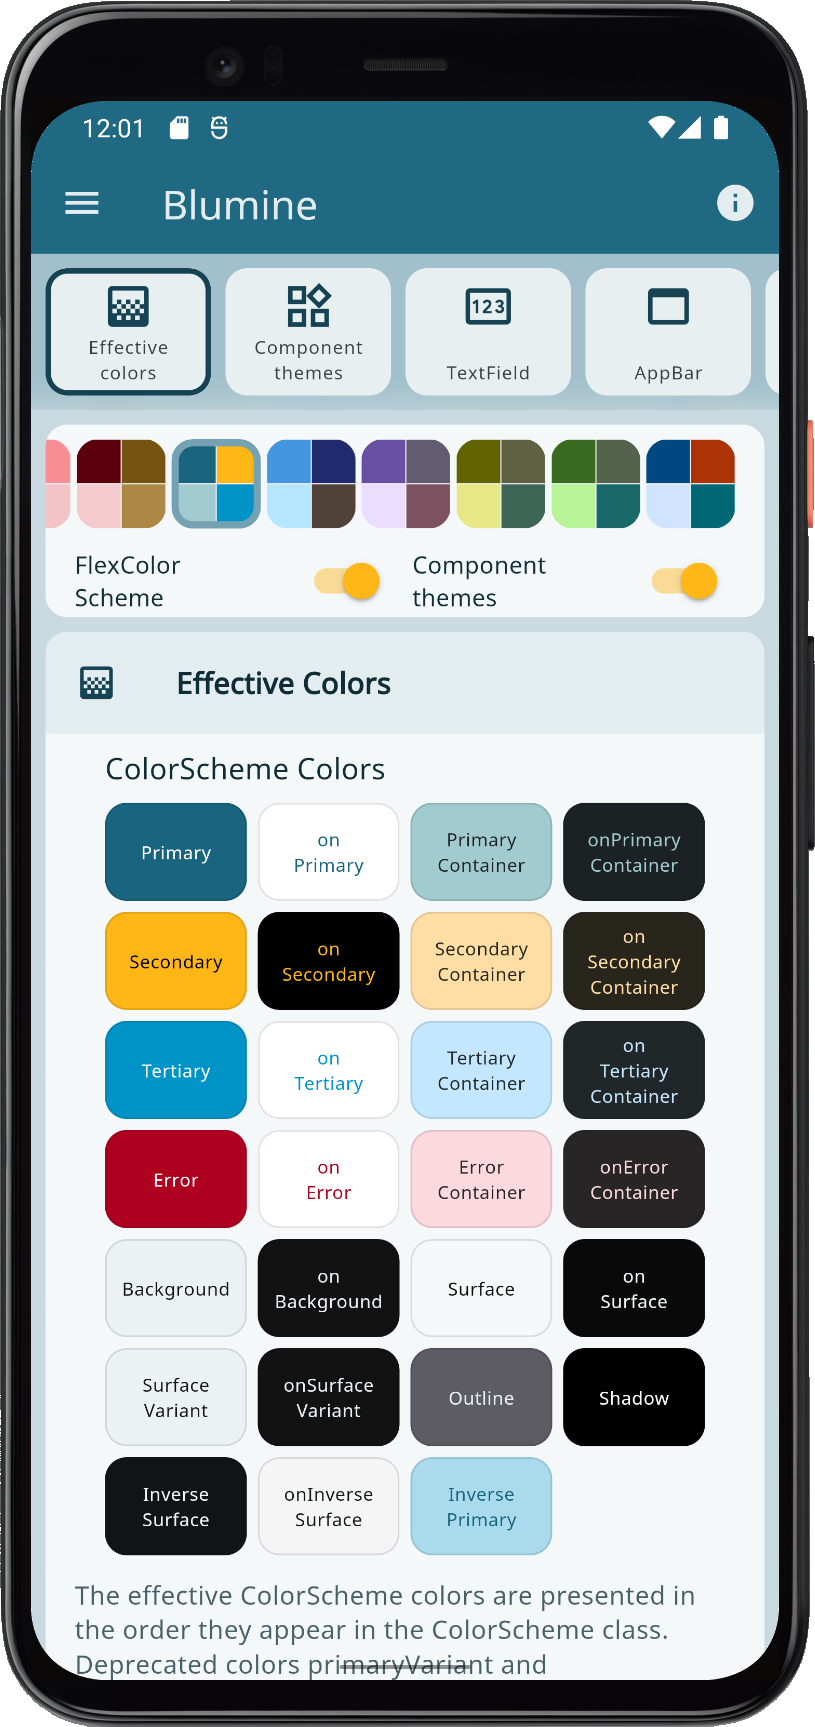 12:01
Blumine
Effective
colors
Component
themes
123
TextField
AppBar
FlexColor
Scheme
Component
themes
Effective Colors
ColorScheme Colors
Primary
on
Primary
Primary
Container
onPrimary
Container
Secondary
on
Secondary
Secondary
Container
on
Secondary
Container
Tertiary
on
Tertiary
Tertiary
Container
on
Tertiary
Container
Error
on
Error
Error
Container
onError
Container
Background
on
Background
Surface
on
Surface
Surface
Variant
onSurface
Variant
Outline
Shadow
Inverse
Surface
onInverse
Surface
Inverse
Primary
The effective ColorScheme colors are presented in
the order they appear in the ColorScheme class.
Deprecated colors primaryVariant and